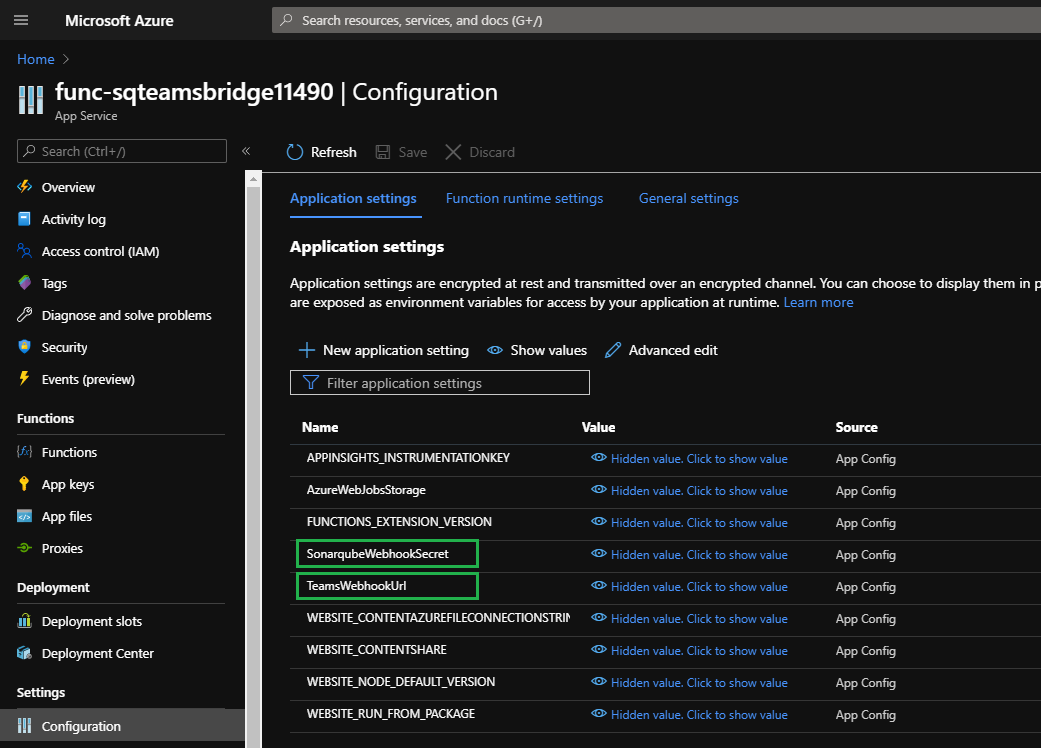 Microsoft Azure
Search resources, services, and docs (G+/)
Home
func-sqteamsbridge11490 | Configuration
App Service
Search (Ctrl+/)
«
Overview
Activity log
Access control (IAM)
Tags
Diagnose and solve problems
Security
Events (preview)
Functions
Functions
App keys
App files
Proxies
Deployment
Deployment slots
Deployment Center
Settings
Configuration
Refresh Save Discard
Application settings Function runtime settings General settings
Application settings
Application settings are encrypted at rest and transmitted over an encrypted channel. You can choose to display them in p
are exposed as environment variables for access by your application at runtime. Learn more
New application setting Show values Advanced edit
Filter application settings
Name Value Source
APPINSIGHTS_INSTRUMENTATIONKEY Hidden value. Click to show value App Config
AzureWebJobsStorage Hidden value. Click to show value App Config
FUNCTIONS_EXTENSION_VERSION Hidden value. Click to show value App Config
SonarqubeWebhookSecret Hidden value. Click to show value App Config
TeamsWebhookUrl Hidden value. Click to show value App Config
WEBSITE_CONTENTAZUREFILECONNECTIONSTRIN Hidden value. Click to show value App Config
WEBSITE_CONTENTSHARE Hidden value. Click to show value App Config
WEBSITE_NODE_DEFAULT_VERSION Hidden value. Click to show value App Config
WEBSITE_RUN_FROM_PACKAGE Hidden value. Click to show value App Config